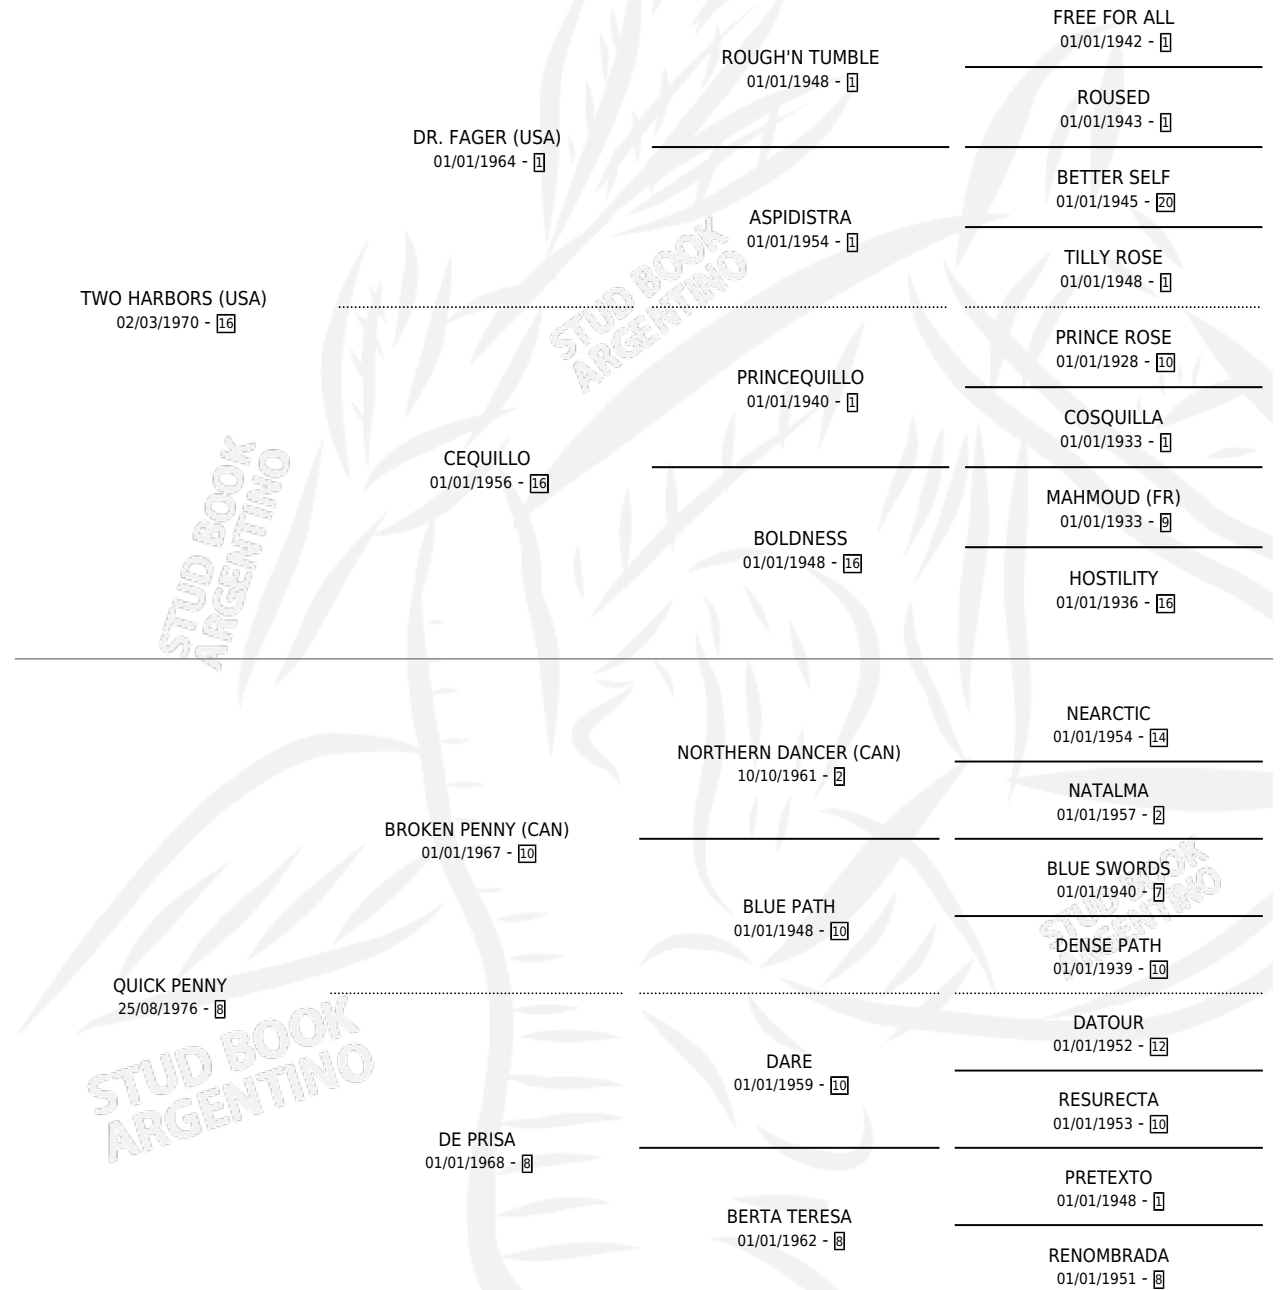 FREE FOR ALL
01/01/1942 - 1
ROUGH'N TUMBLE
01/01/1948 - 1
ROUSED
01/01/1943 - 1
DR. FAGER (USA)
01/01/1964 - 1
BETTER SELF
01/01/1945 - 20
ASPIDISTRA
01/01/1954 - 1
TILLY ROSE
01/01/1948 - 1
TWO HARBORS (USA)
02/03/1970 - 16
STUD BOOK
ARGENTINO
PRINCE ROSE
01/01/1928 - 10
PRINCEQUILLO
01/01/1940 - 1
COSQUILLA
01/01/1933 - 1
CEQUILLO
01/01/1956 - 16
MAHMOUD (FR)
01/01/1933 - 9
BOLDNESS
01/01/1948 - 16
HOSTILITY
01/01/1936 - 16
STUD BOOK
ARGENTINO
NEARCTIC
01/01/1954 - 14
NORTHERN DANCER (CAN)
10/10/1961 - 2
NATALMA
01/01/1957 - 2
BROKEN PENNY (CAN)
01/01/1967 - 10
BLUE SWORDS
01/01/1940 - 7
BLUE PATH
01/01/1948 - 10
STUD BOOK
ARGENTINO
DENSE PATH
01/01/1939 - 10
QUICK PENNY
25/08/1976 - 8
DATOUR
01/01/1952 - 12
DARE
01/01/1959 - 10
STUD BOOK
ARGENTINO
RESURECTA
01/01/1953 - 10
DE PRISA
01/01/1968 - 8
PRETEXTO
01/01/1948 - 1
BERTA TERESA
01/01/1962 - 8
RENOMBRADA
01/01/1951 - 8